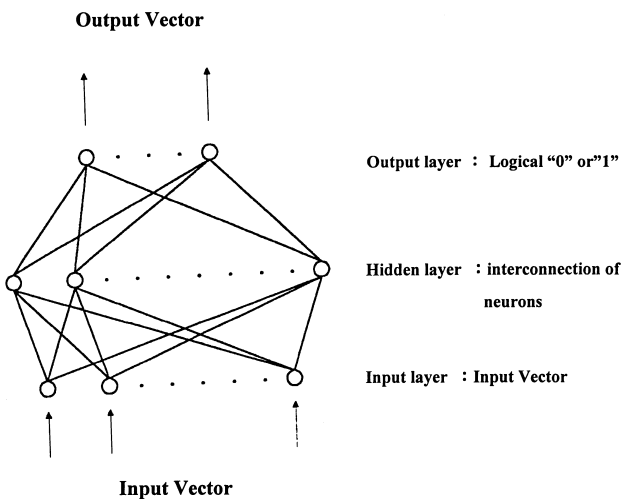 Output Vector
Output layer : Logical “0” or”1”
Hidden layer : interconnection of
neurons
Input layer : Input Vector
Input Vector